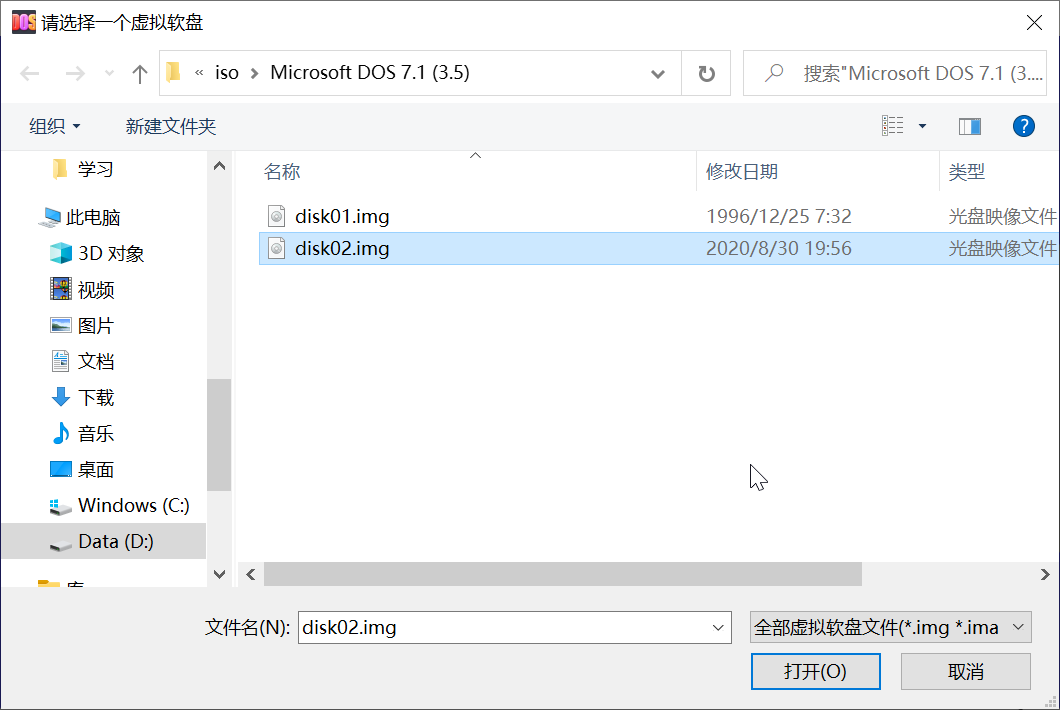 DOS 请选择一个虚拟软盘
« iso › Microsoft DOS 7.1 (3.5)
搜索"Microsoft DOS 7.1 (3....
组织 新建文件夹 ?
名称 修改日期 类型
disk01.img 1996/12/25 7:32 光盘映像文件
disk02.img 2020/8/30 19:56 光盘映像文件
学习
此电脑
3D 对象
视频
图片
文档
下载
音乐
桌面
Windows (C:)
Data (D:)
库
文件名(N): disk02.img 全部虚拟软盘文件(*.img *.ima
打开(O) 取消